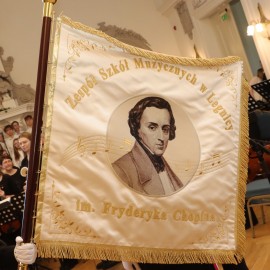 Zespół Szkół Muzycznych w Legnicy
im. Fryderyka Chopina